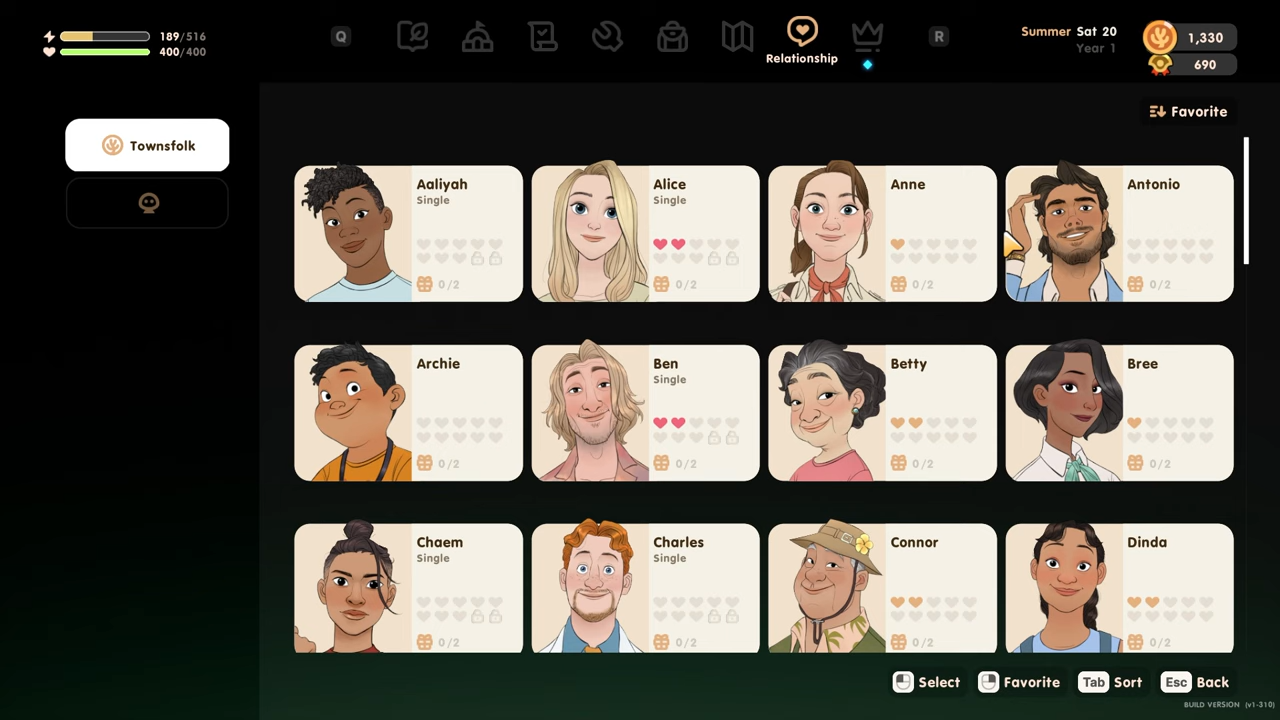 189/516
400/400
Q
Relationship
R
Summer Sat 20
Year 1
1,330
690
Townsfolk
Favorite
Aaliyah
Single
0/2
Alice
Single
0/2
Anne
0/2
Antonio
0/2
Archie
0/2
Ben
Single
0/2
Betty
0/2
Bree
0/2
Chaem
Single
0/2
Charles
Single
0/2
Connor
0/2
Dinda
0/2
Select
Favorite
Tab Sort
Esc Back
BUILD VERSION (v1-310)